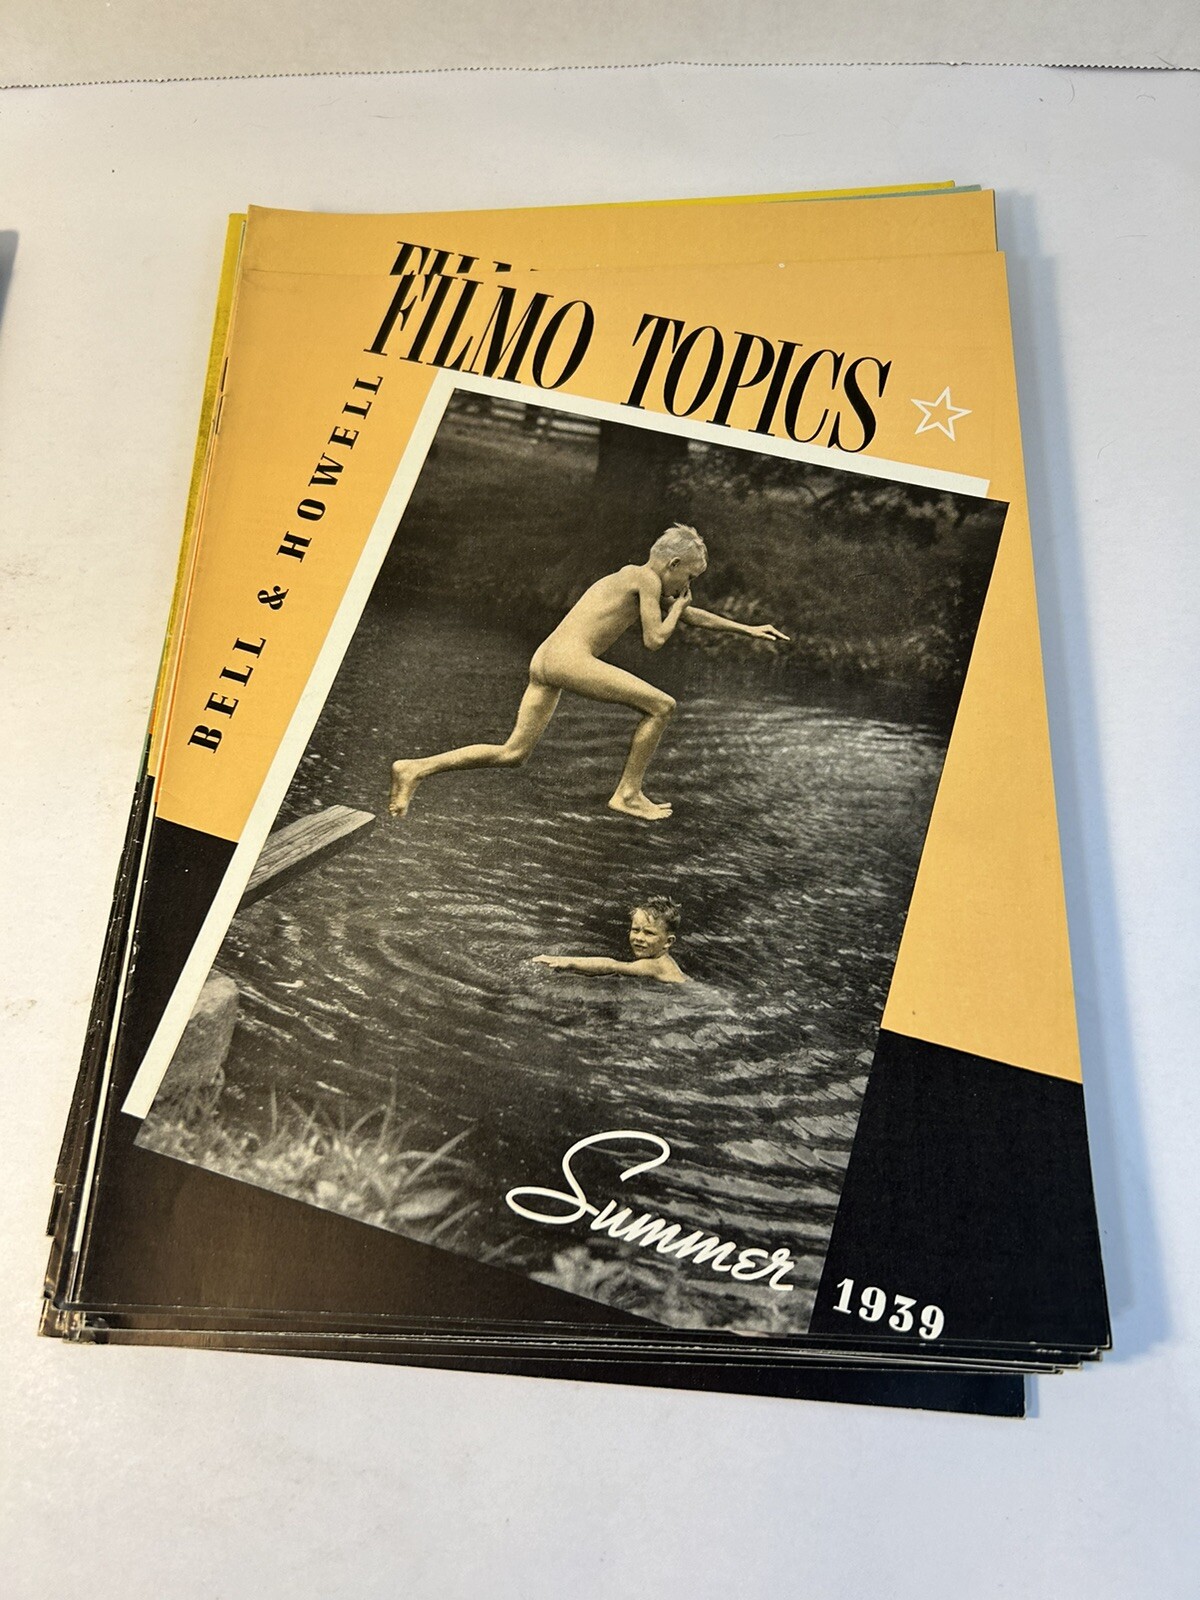 FILMO TOPICS
BELL & HOWELL
Summer
1939